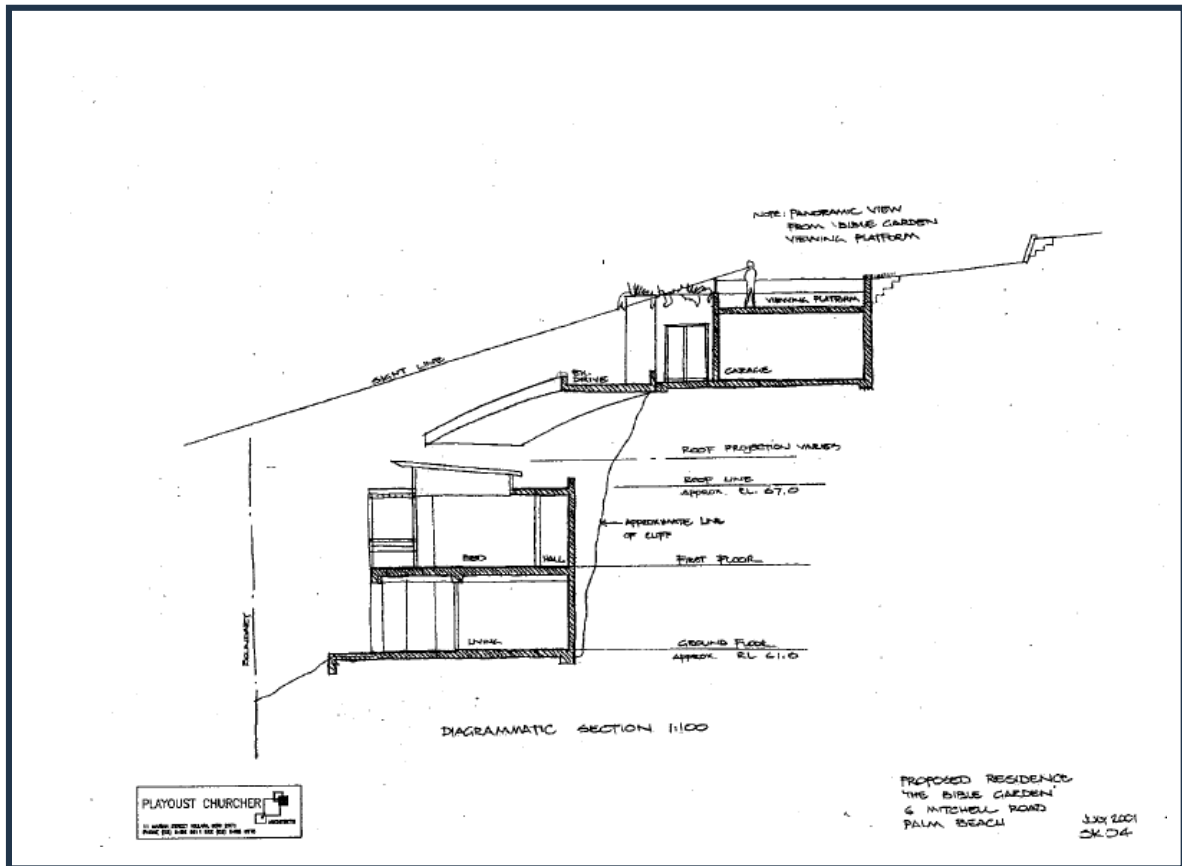 NOTE: PANORAMIC VIEW
FROM 'BIBLE GARDEN
VIEWING PLATFORM
VIEWING PLATFORM
SIGHT LINE
EX.
DRIVE
GARAGE
ROOF PROJECTION VARIES
ROOF LINE
APPROX. RL. 67.0
APPROXIMATE LINE
OF CLIFF
BED
HALL
FIRST FLOOR
LIVING
GROUND FLOOR
APPROX RL 61.0
BOUNDARY
DIAGRAMMATIC SECTION 1:100
PLAYOUST CHURCHER
ARCHITECTS
PROPOSED RESIDENCE
'THE BIBLE GARDEN'
6 MITCHELL ROAD
PALM BEACH
JULY 2001
SK 04